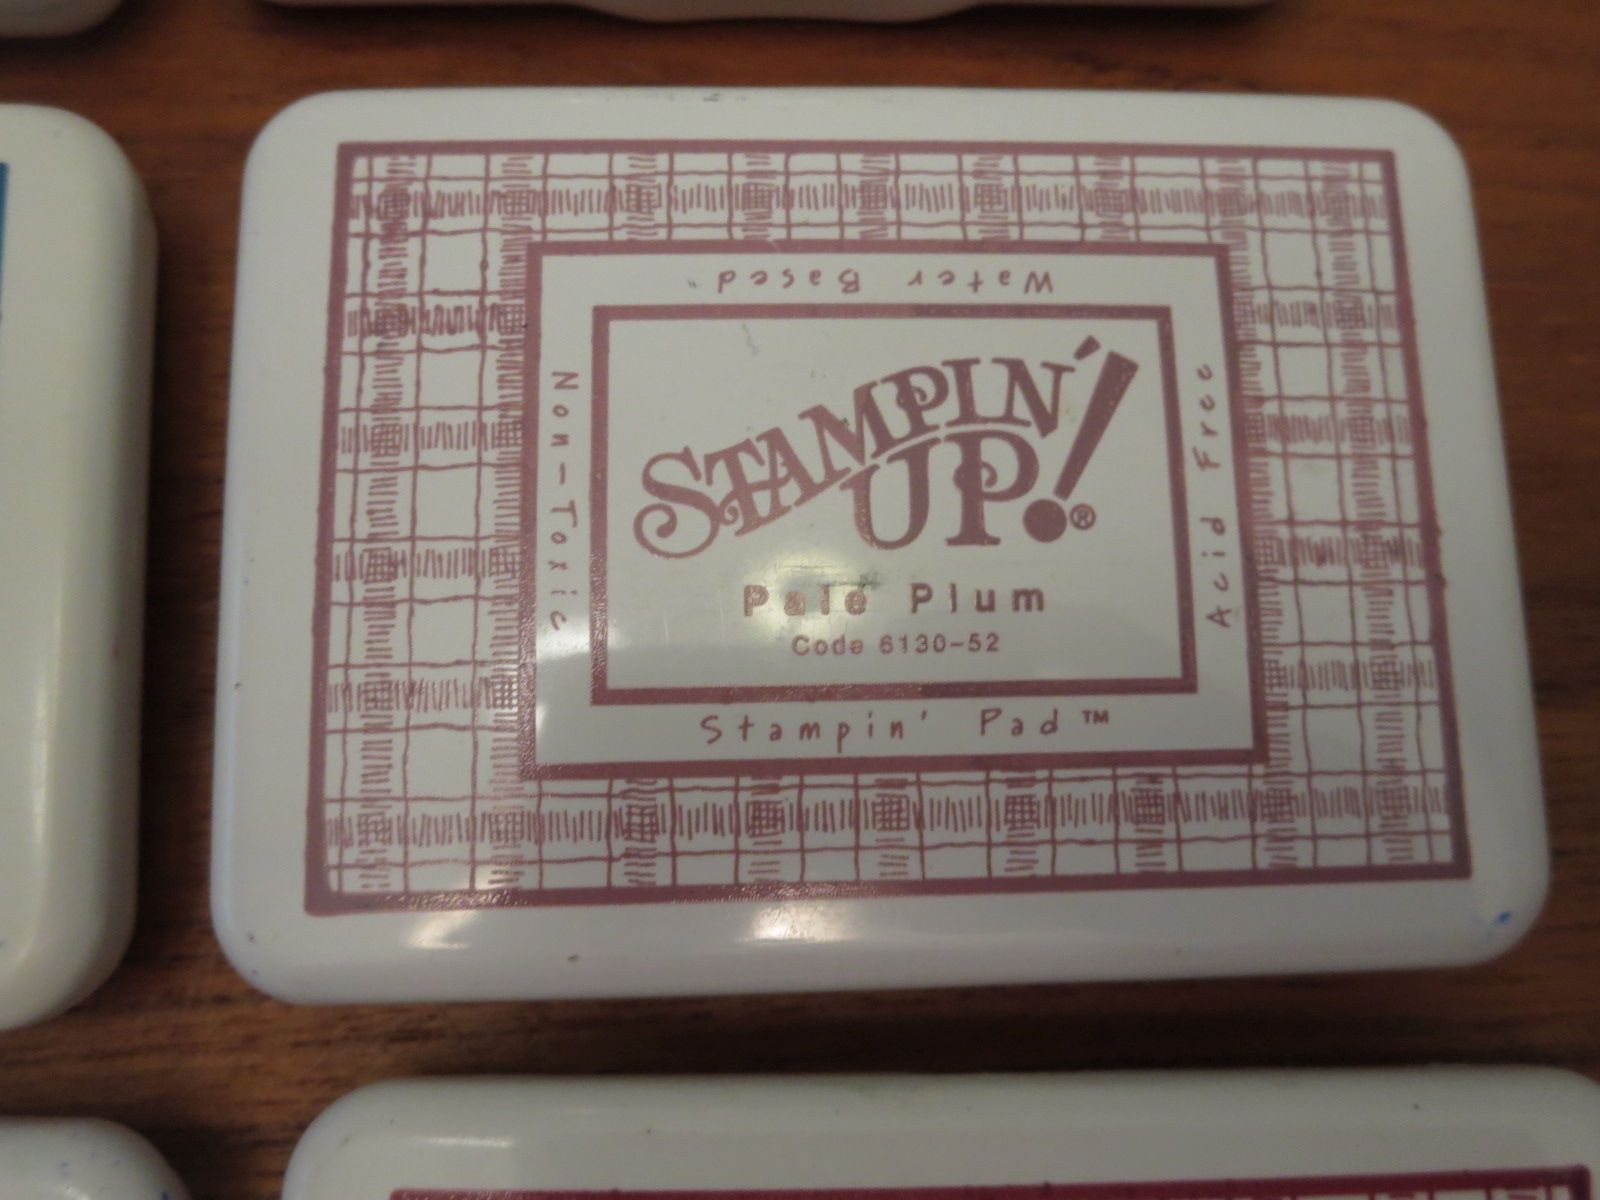 Water Based
Non-Toxic
STAMPIN'
UP!®
Acid Free
Pale Plum
Code 6130-52
Stampin' Pad™